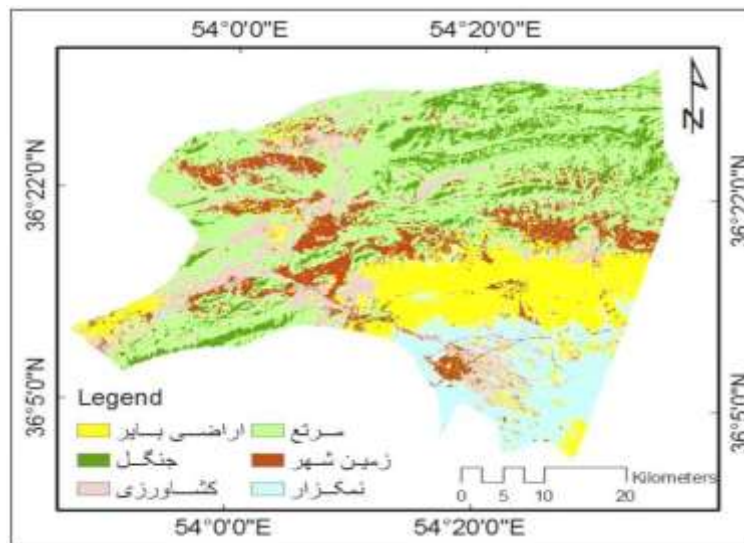 54°0'0"E 54°20'0"E
N
36°22'0"N 36°22'0"N
36°5'0"N 36°5'0"N
Legend
اراضی بایر مرتع
جنگل زمین شهر
کشاورزی نمکزار
Kilometers
0 5 10 20
54°0'0"E 54°20'0"E